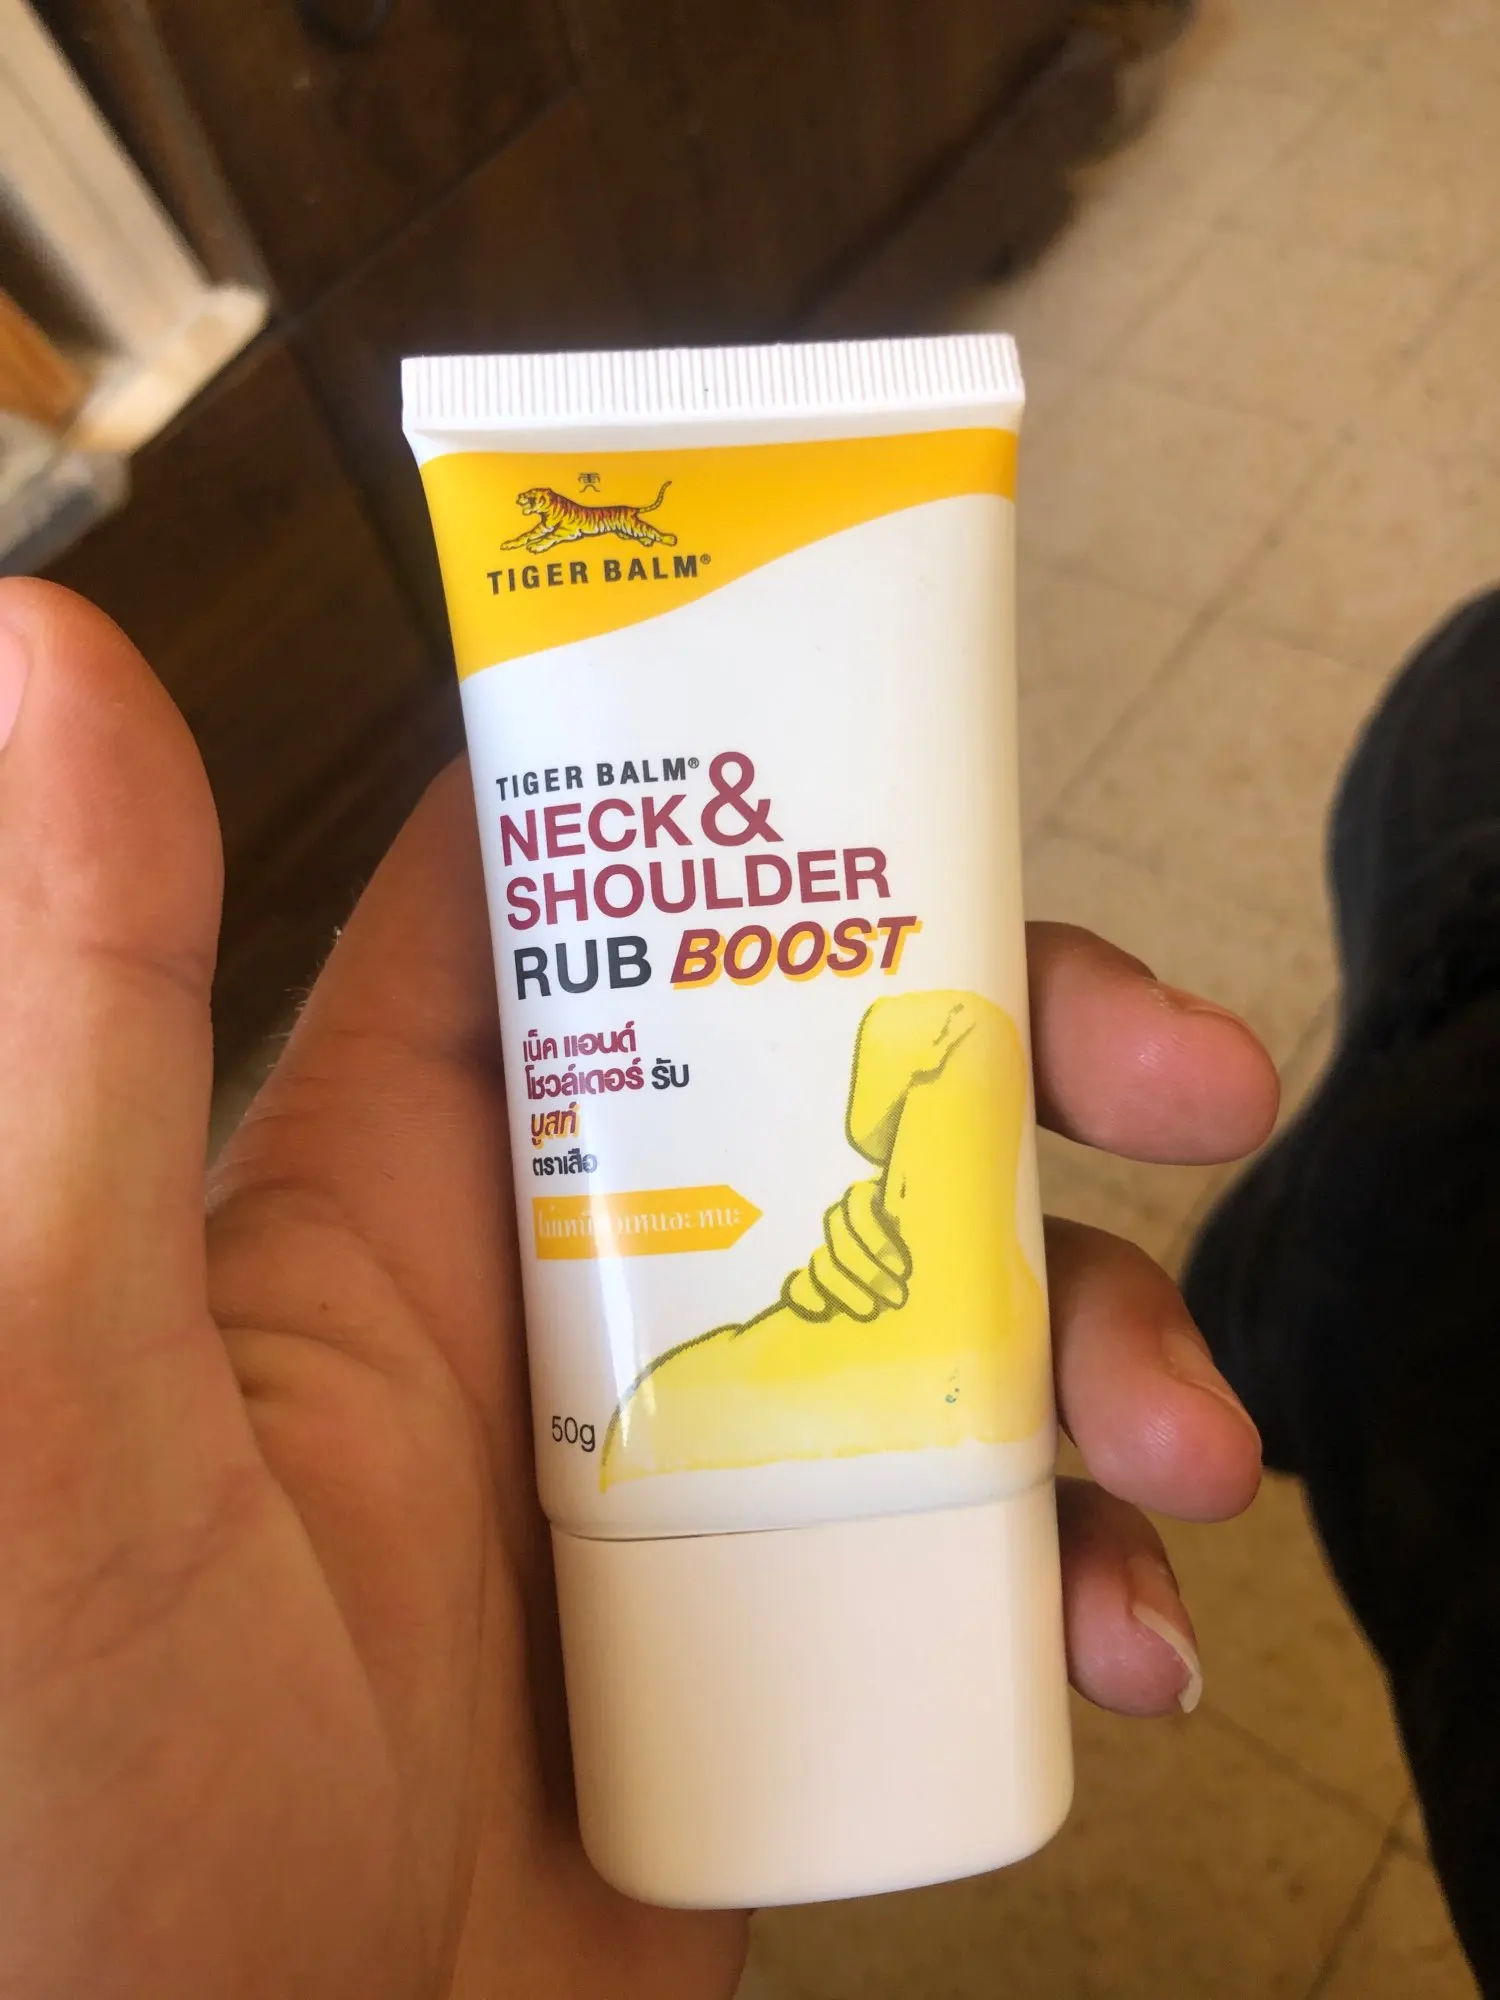 TIGER BALM®
TIGER BALM®
NECK &
SHOULDER
RUB BOOST
เน็ค แอนด์
โชวล์เดอร์ รับ
บูสท์
ตราเสือ
50g